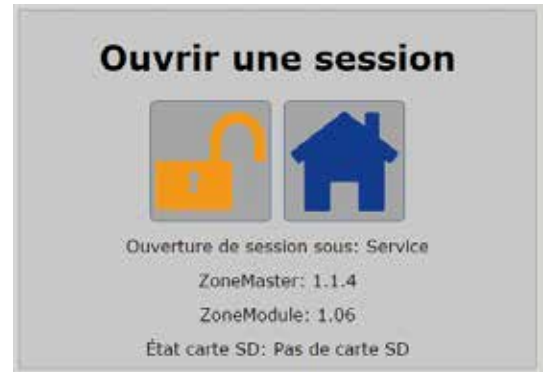 Ouvrir une session
Ouverture de session sous: Service
ZoneMaster: 1.1.4
ZoneModule: 1.06
État carte SD: Pas de carte SD